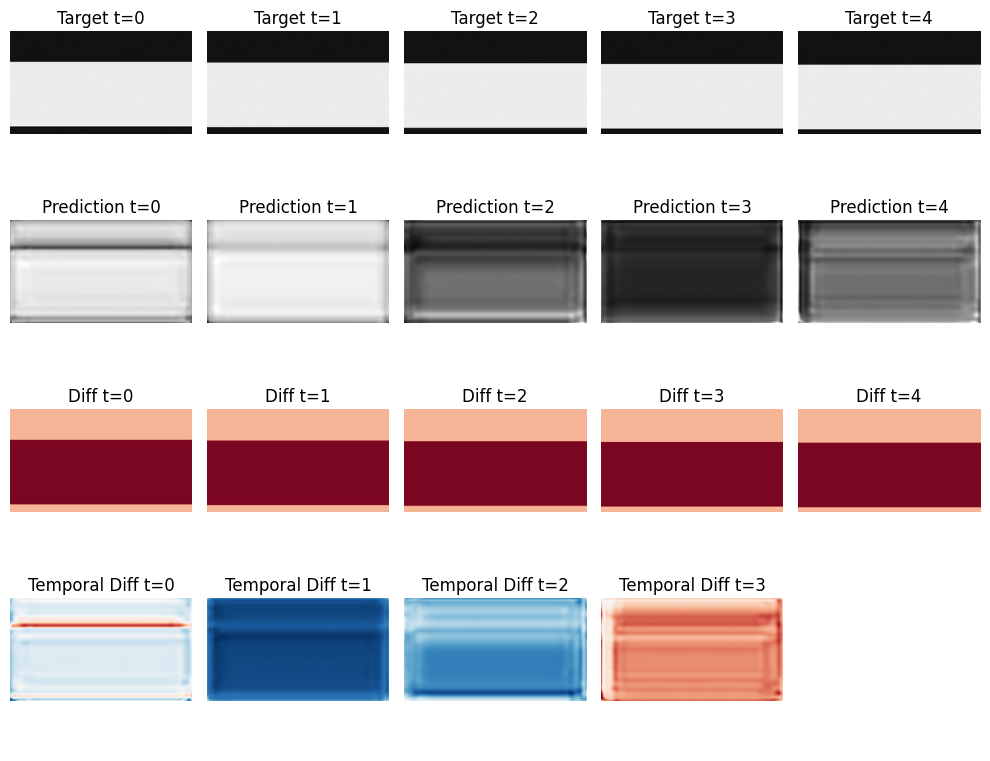 Target t=0 Target t=1 Target t=2 Target t=3 Target t=4
Prediction t=0 Prediction t=1 Prediction t=2 Prediction t=3 Prediction t=4
Diff t=0 Diff t=1 Diff t=2 Diff t=3 Diff t=4
Temporal Diff t=0 Temporal Diff t=1 Temporal Diff t=2 Temporal Diff t=3